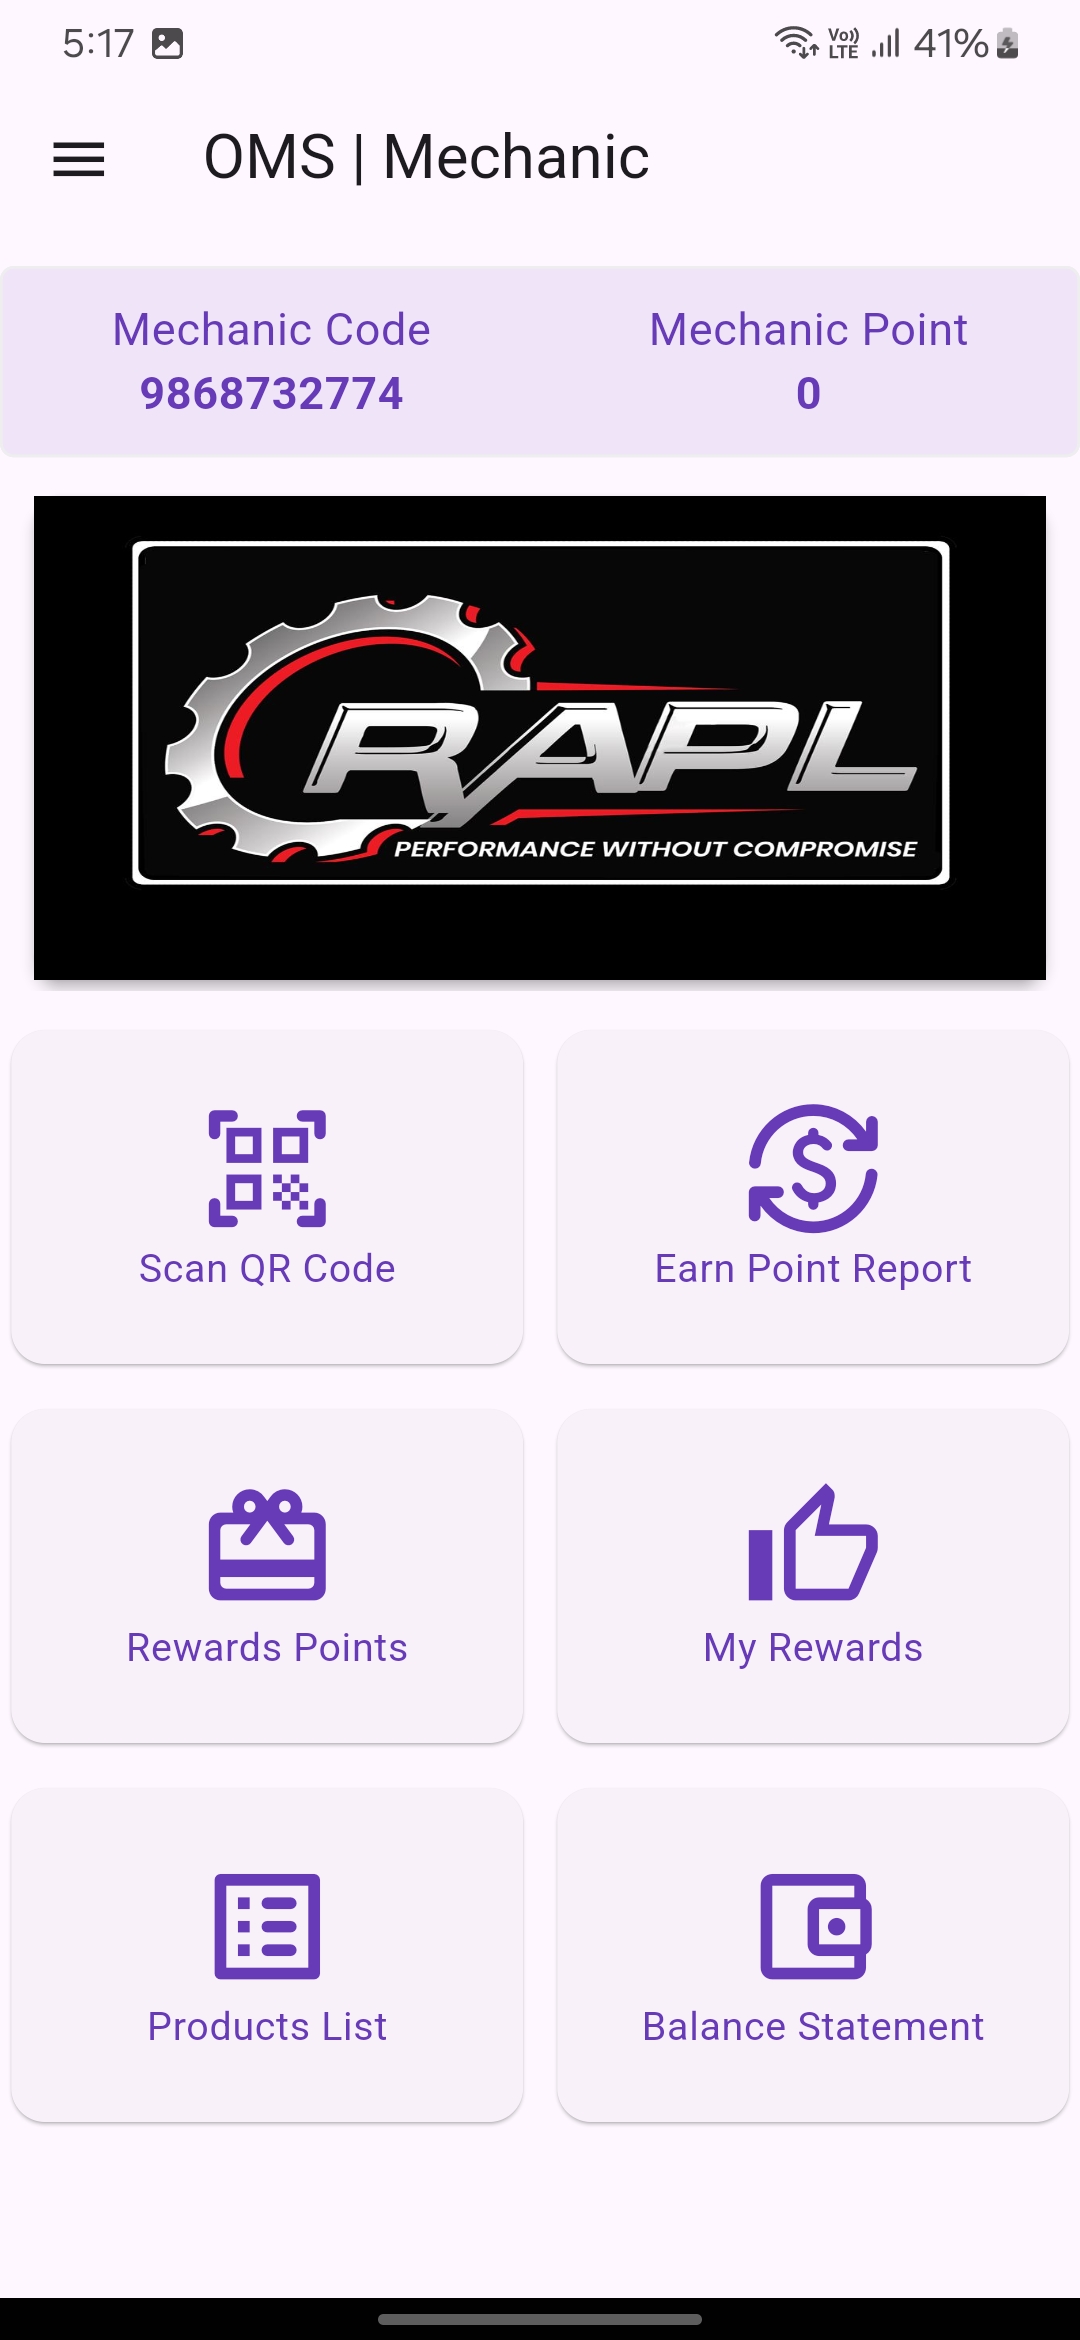 5:17 Vo)) LTE 41%
OMS | Mechanic
Mechanic Code Mechanic Point
9868732774 0
RAPL
PERFORMANCE WITHOUT COMPROMISE
Scan QR Code Earn Point Report
Rewards Points My Rewards
Products List Balance Statement